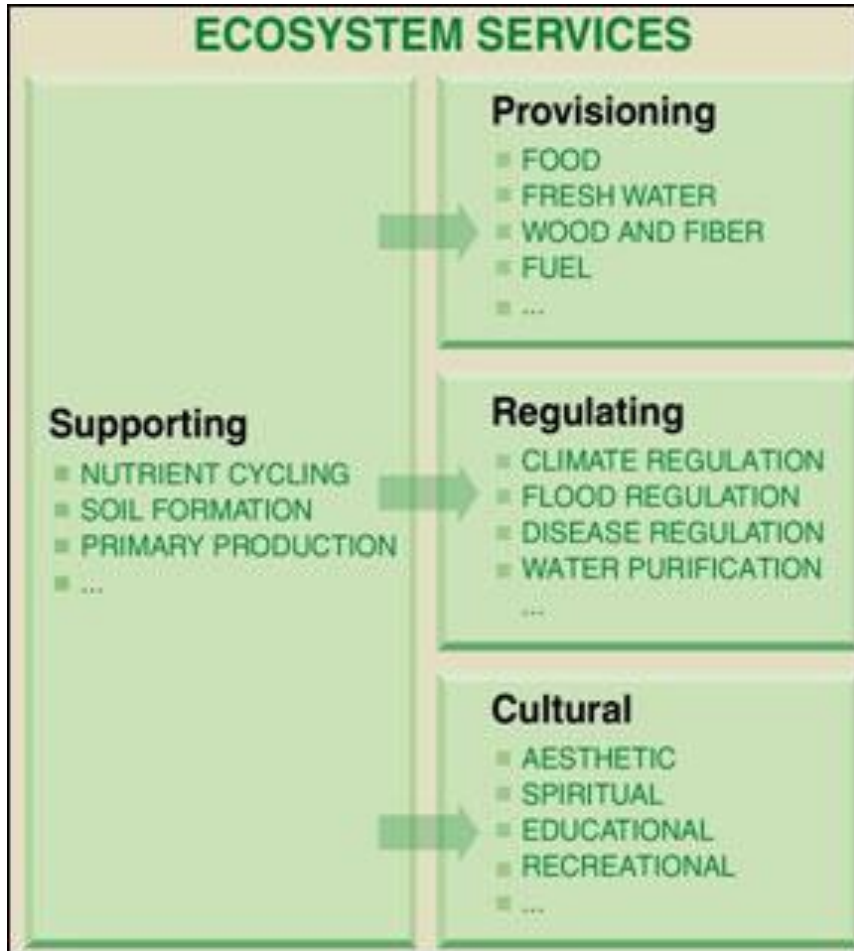 ECOSYSTEM SERVICES
Supporting
NUTRIENT CYCLING
SOIL FORMATION
PRIMARY PRODUCTION
...
Provisioning
FOOD
FRESH WATER
WOOD AND FIBER
FUEL
...
Regulating
CLIMATE REGULATION
FLOOD REGULATION
DISEASE REGULATION
WATER PURIFICATION
...
Cultural
AESTHETIC
SPIRITUAL
EDUCATIONAL
RECREATIONAL
...